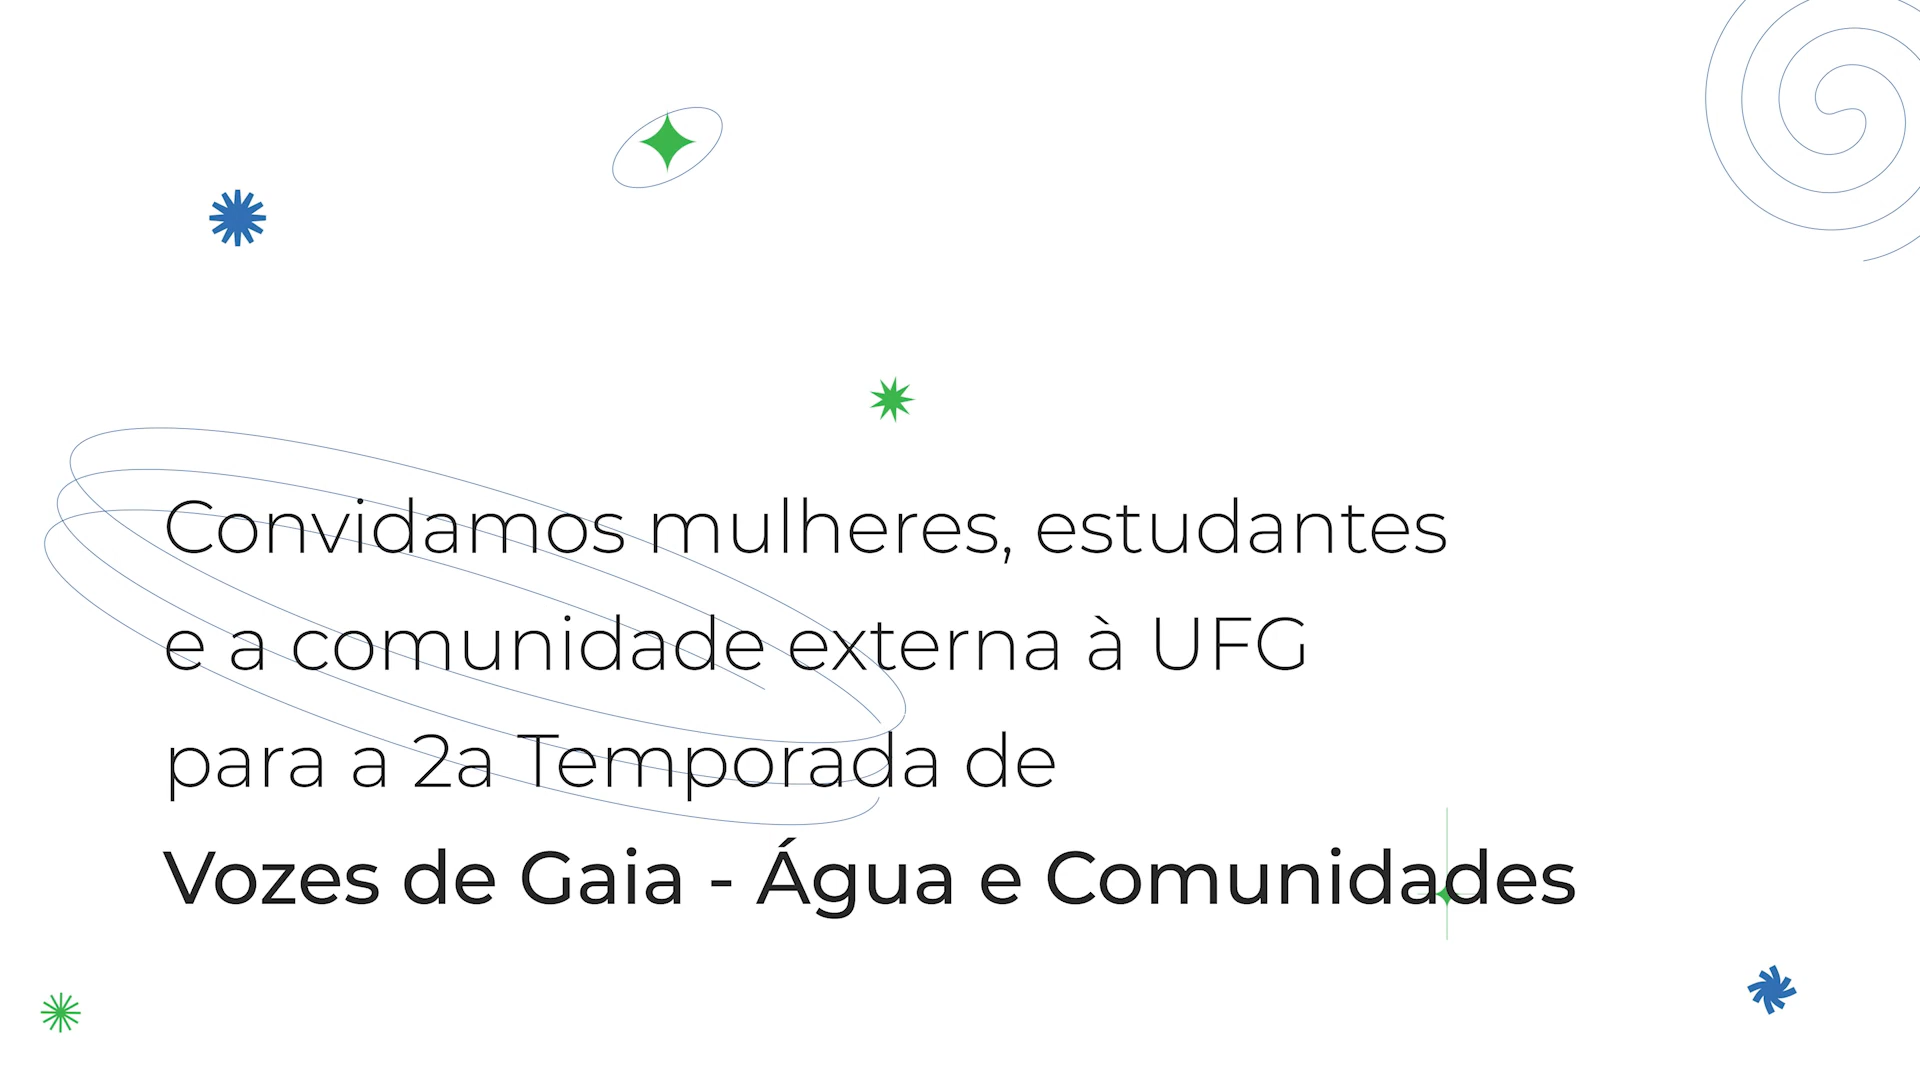 Convidamos mulheres, estudantes
e a comunidade externa à UFG
para a 2a Temporada de
Vozes de Gaia - Água e Comunidades